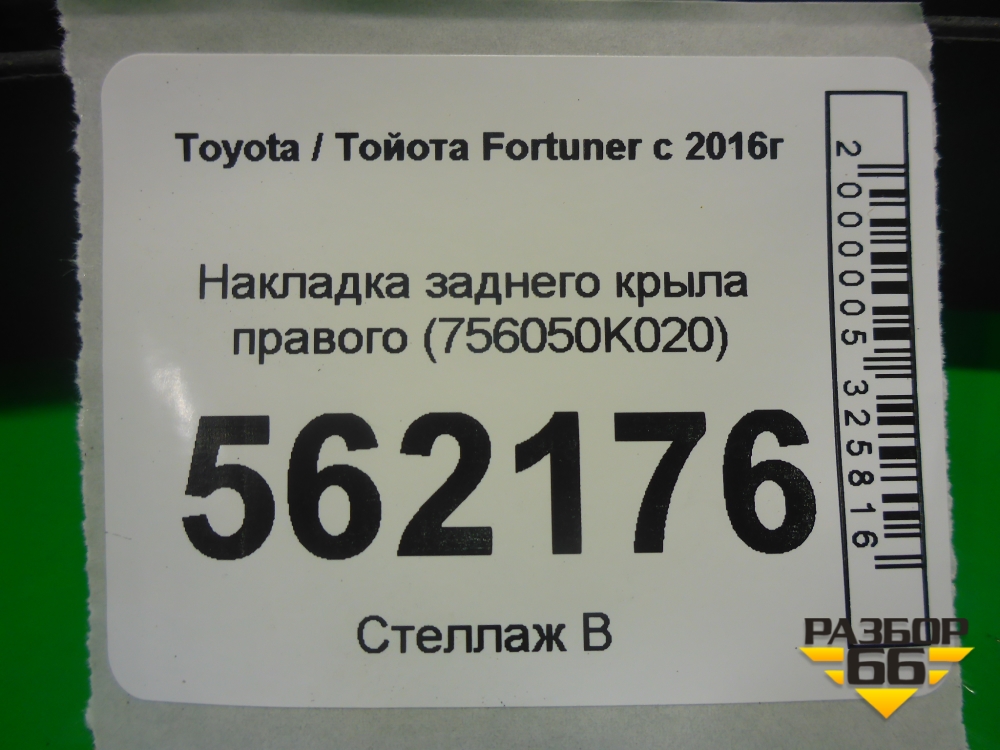 Toyota / Тойота Fortuner с 2016г
Накладка заднего крыла
правого (756050K020)
562176
Стеллаж B
2000005325816
РАЗБОР
66